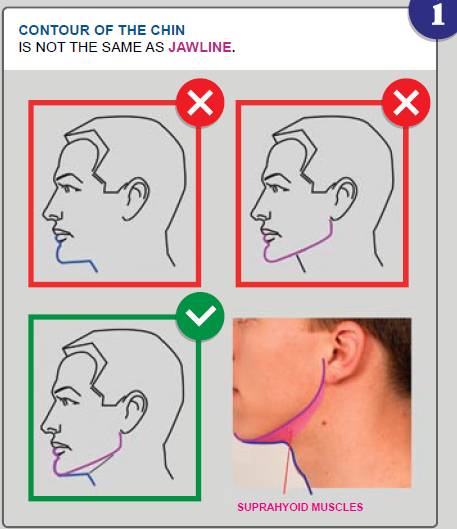 1
CONTOUR OF THE CHIN
IS NOT THE SAME AS JAWLINE.
SUPRAHYOID MUSCLES